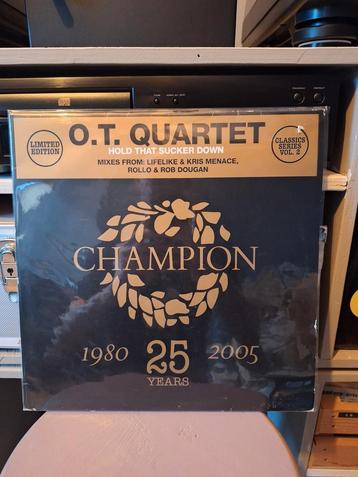 LIMITED
EDITION
O.T. QUARTET
HOLD THAT SUCKER DOWN
MIXES FROM: LIFELIKE & KRIS MENACE,
ROLLO & ROB DOUGAN
CLASSICS
SERIES
VOL. 2
CHAMPION
1980 25 2005
YEARS